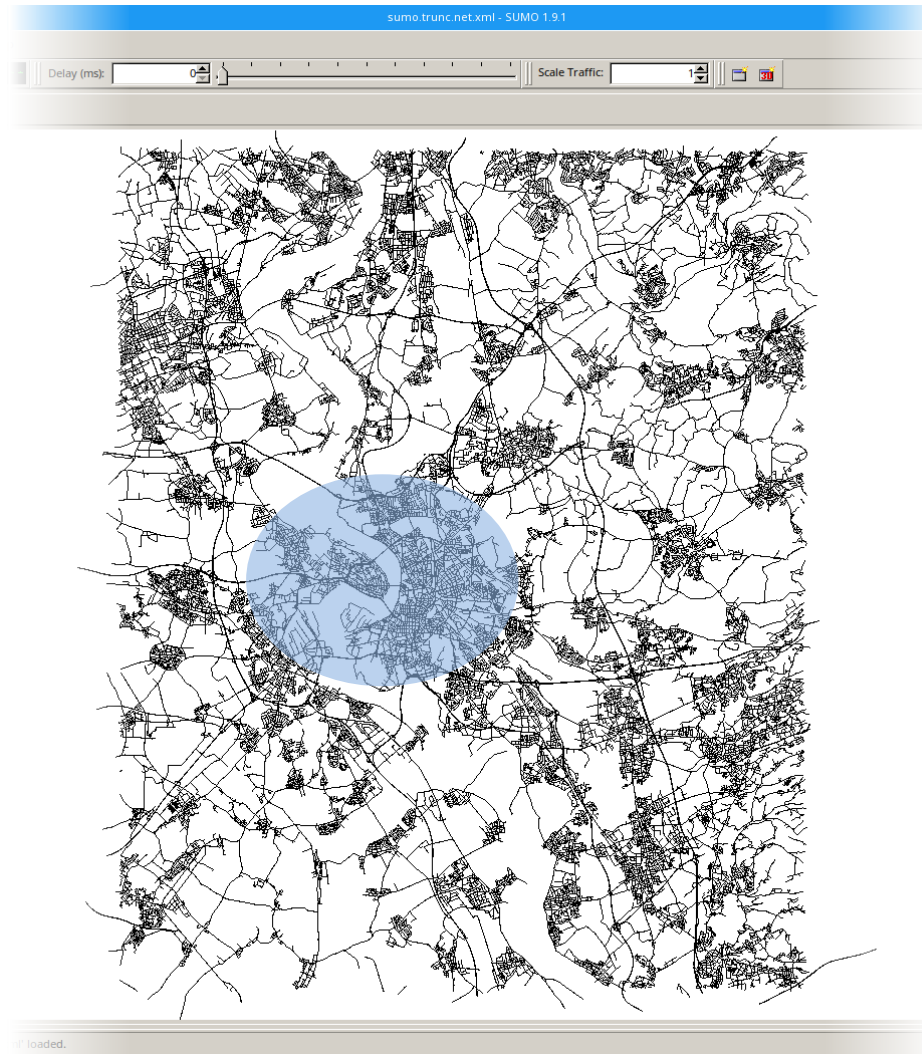 sumo.trunc.net.xml - SUMO 1.9.1
Delay (ms): 0 Scale Traffic: 1
loaded.